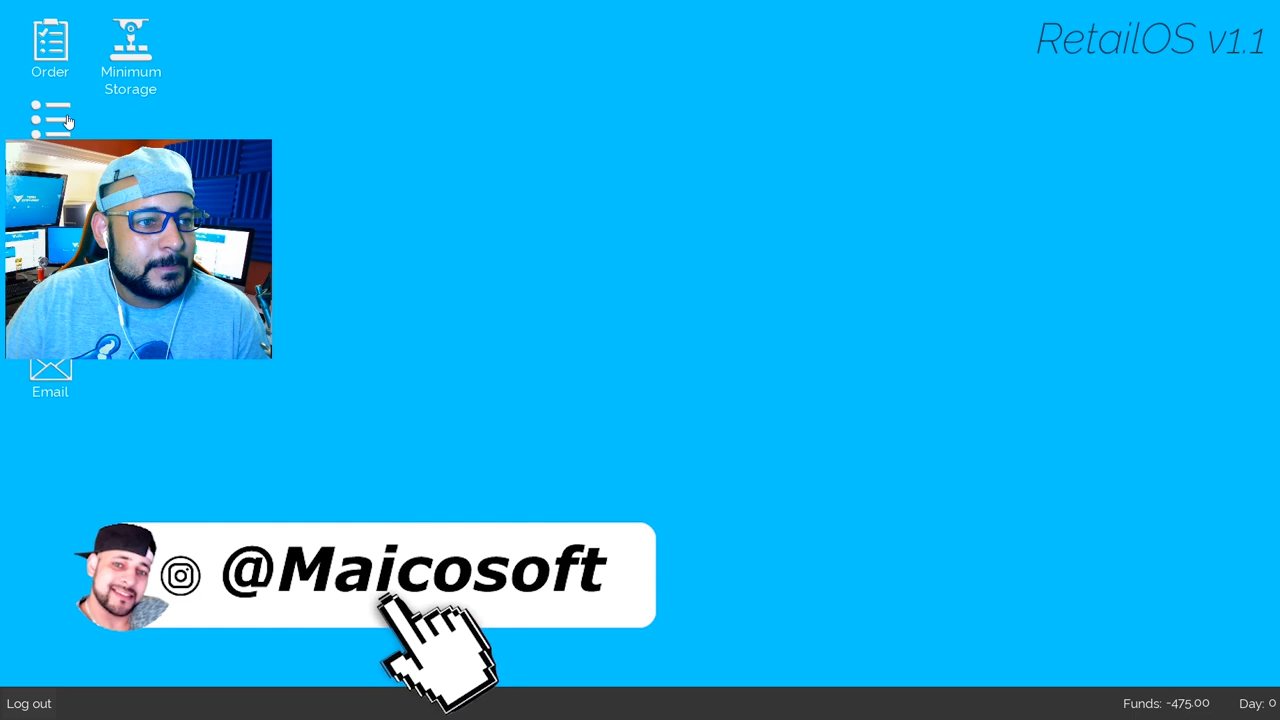 RetailOS v1.1
Order
Minimum
Storage
Email
@Maicosoft
Log out
Funds: -475.00
Day: 0